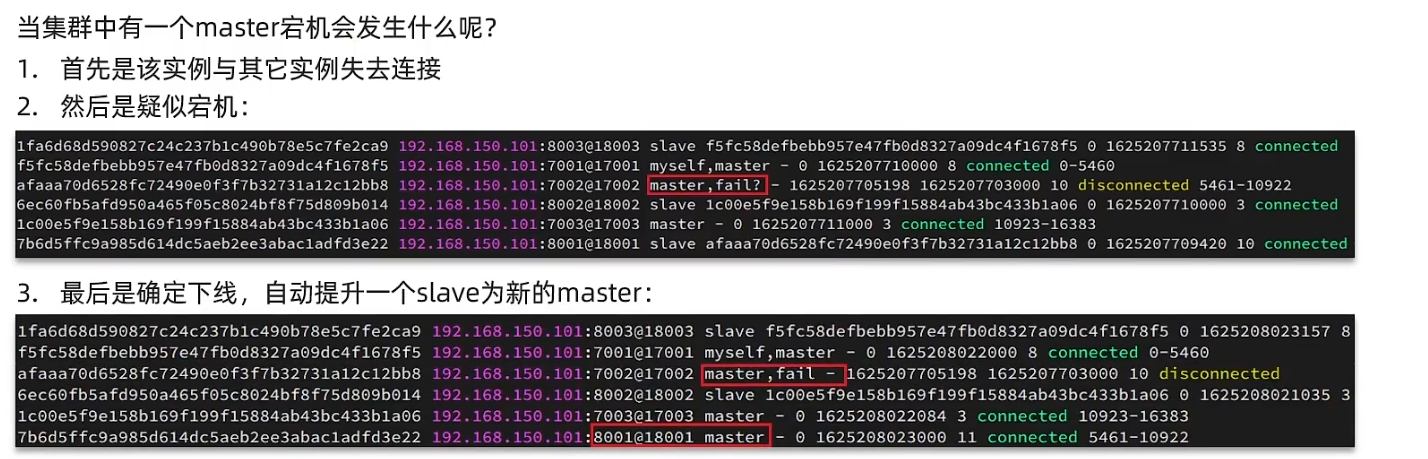 当集群中有一个master宕机会发生什么呢？
1. 首先是该实例与其它实例失去连接
2. 然后是疑似宕机：
1fa6d68d590827c24c237b1c490b78e5c7fe2ca9 192.168.150.101:8003@18003 slave f5fc58defbebb957e47fb0d8327a09dc4f1678f5 0 1625207711535 8 connected
f5fc58defbebb957e47fb0d8327a09dc4f1678f5 192.168.150.101:7001@17001 myself,master - 0 1625207710000 8 connected 0-5460
afaaa70d6528fc72490e0f3f7b32731a12c12bb8 192.168.150.101:7002@17002 master,fail? - 1625207705198 1625207703000 10 disconnected 5461-10922
6ec60fb5afd950a465f05c8024bf8f75d809b014 192.168.150.101:8002@18002 slave 1c00e5f9e158b169f199f15884ab43bc433b1a06 0 1625207710000 3 connected
1c00e5f9e158b169f199f15884ab43bc433b1a06 192.168.150.101:7003@17003 master - 0 1625207711000 3 connected 10923-16383
7b6d5ffc9a985d614dc5aeb2ee3abac1adfd3e22 192.168.150.101:8001@18001 slave afaaa70d6528fc72490e0f3f7b32731a12c12bb8 0 1625207709420 10 connected
3. 最后是确定下线，自动提升一个slave为新的master：
1fa6d68d590827c24c237b1c490b78e5c7fe2ca9 192.168.150.101:8003@18003 slave f5fc58defbebb957e47fb0d8327a09dc4f1678f5 0 1625208023157 8
f5fc58defbebb957e47fb0d8327a09dc4f1678f5 192.168.150.101:7001@17001 myself,master - 0 1625208022000 8 connected 0-5460
afaaa70d6528fc72490e0f3f7b32731a12c12bb8 192.168.150.101:7002@17002 master,fail - 1625207705198 1625207703000 10 disconnected
6ec60fb5afd950a465f05c8024bf8f75d809b014 192.168.150.101:8002@18002 slave 1c00e5f9e158b169f199f15884ab43bc433b1a06 0 1625208021035 3
1c00e5f9e158b169f199f15884ab43bc433b1a06 192.168.150.101:7003@17003 master - 0 1625208022084 3 connected 10923-16383
7b6d5ffc9a985d614dc5aeb2ee3abac1adfd3e22 192.168.150.101:8001@18001 master - 0 1625208023000 11 connected 5461-10922